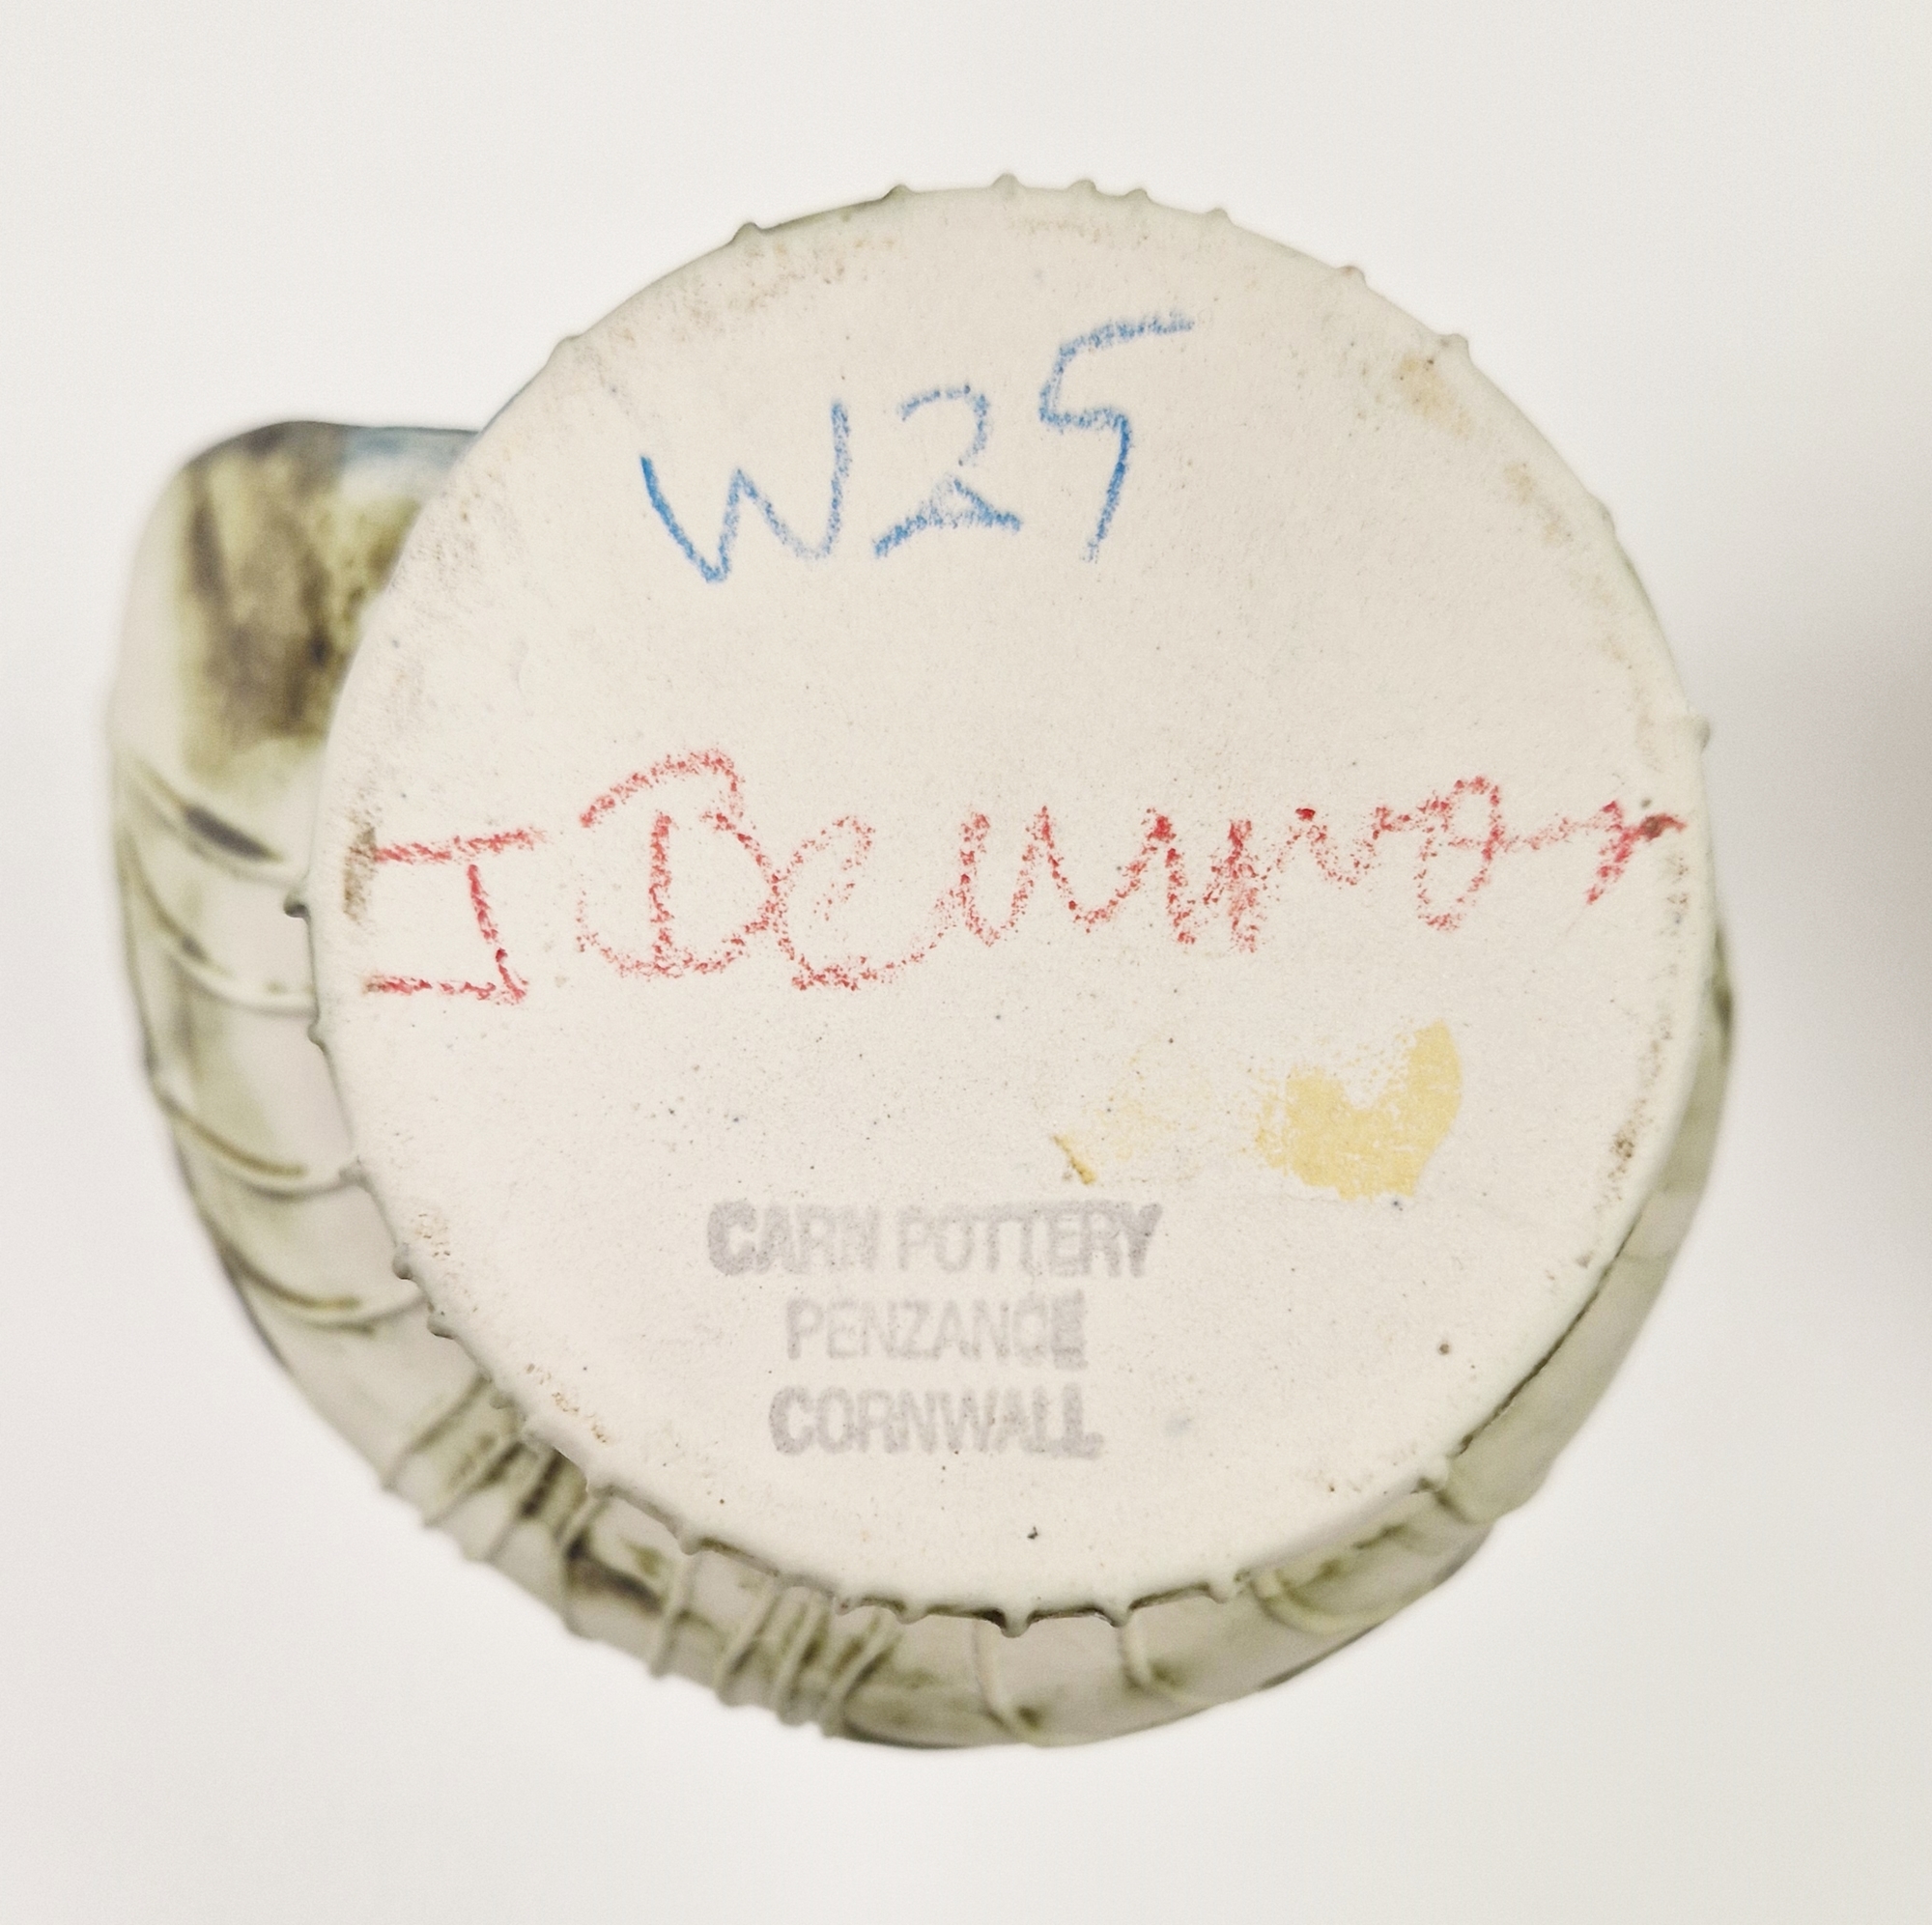 W25
J
CARN POTTERY
PENZANCE
CORNWALL